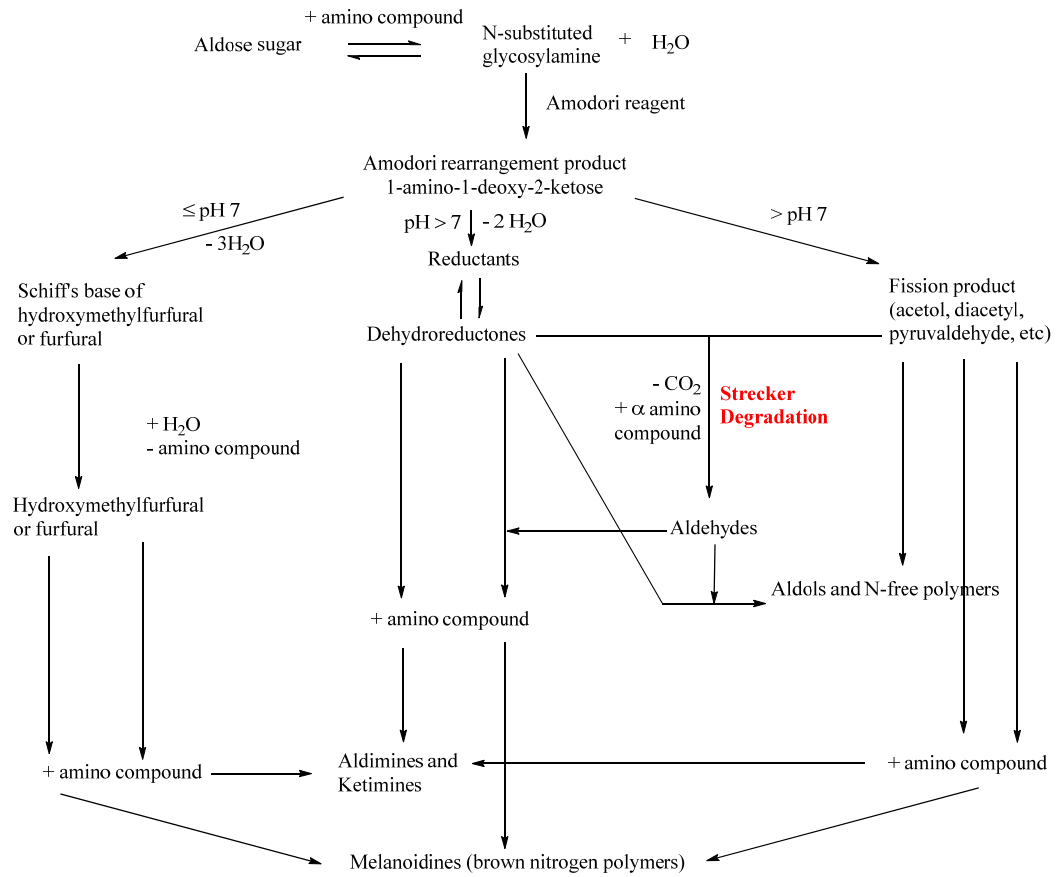 + amino compound
Aldose sugar
N-substituted
glycosylamine
+ H2O
Amodori reagent
Amodori rearrangement product
1-amino-1-deoxy-2-ketose
≤ pH 7
- 3H2O
pH > 7
- 2 H2O
> pH 7
Reductants
Schiff's base of
hydroxymethylfurfural
or furfural
Dehydroreductones
Fission product
(acetol, diacetyl,
pyruvaldehyde, etc)
- CO2
+ α amino
compound
Strecker
Degradation
+ H2O
- amino compound
Hydroxymethylfurfural
or furfural
Aldehydes
Aldols and N-free polymers
+ amino compound
+ amino compound
Aldimines and
Ketimines
+ amino compound
Melanoidines (brown nitrogen polymers)